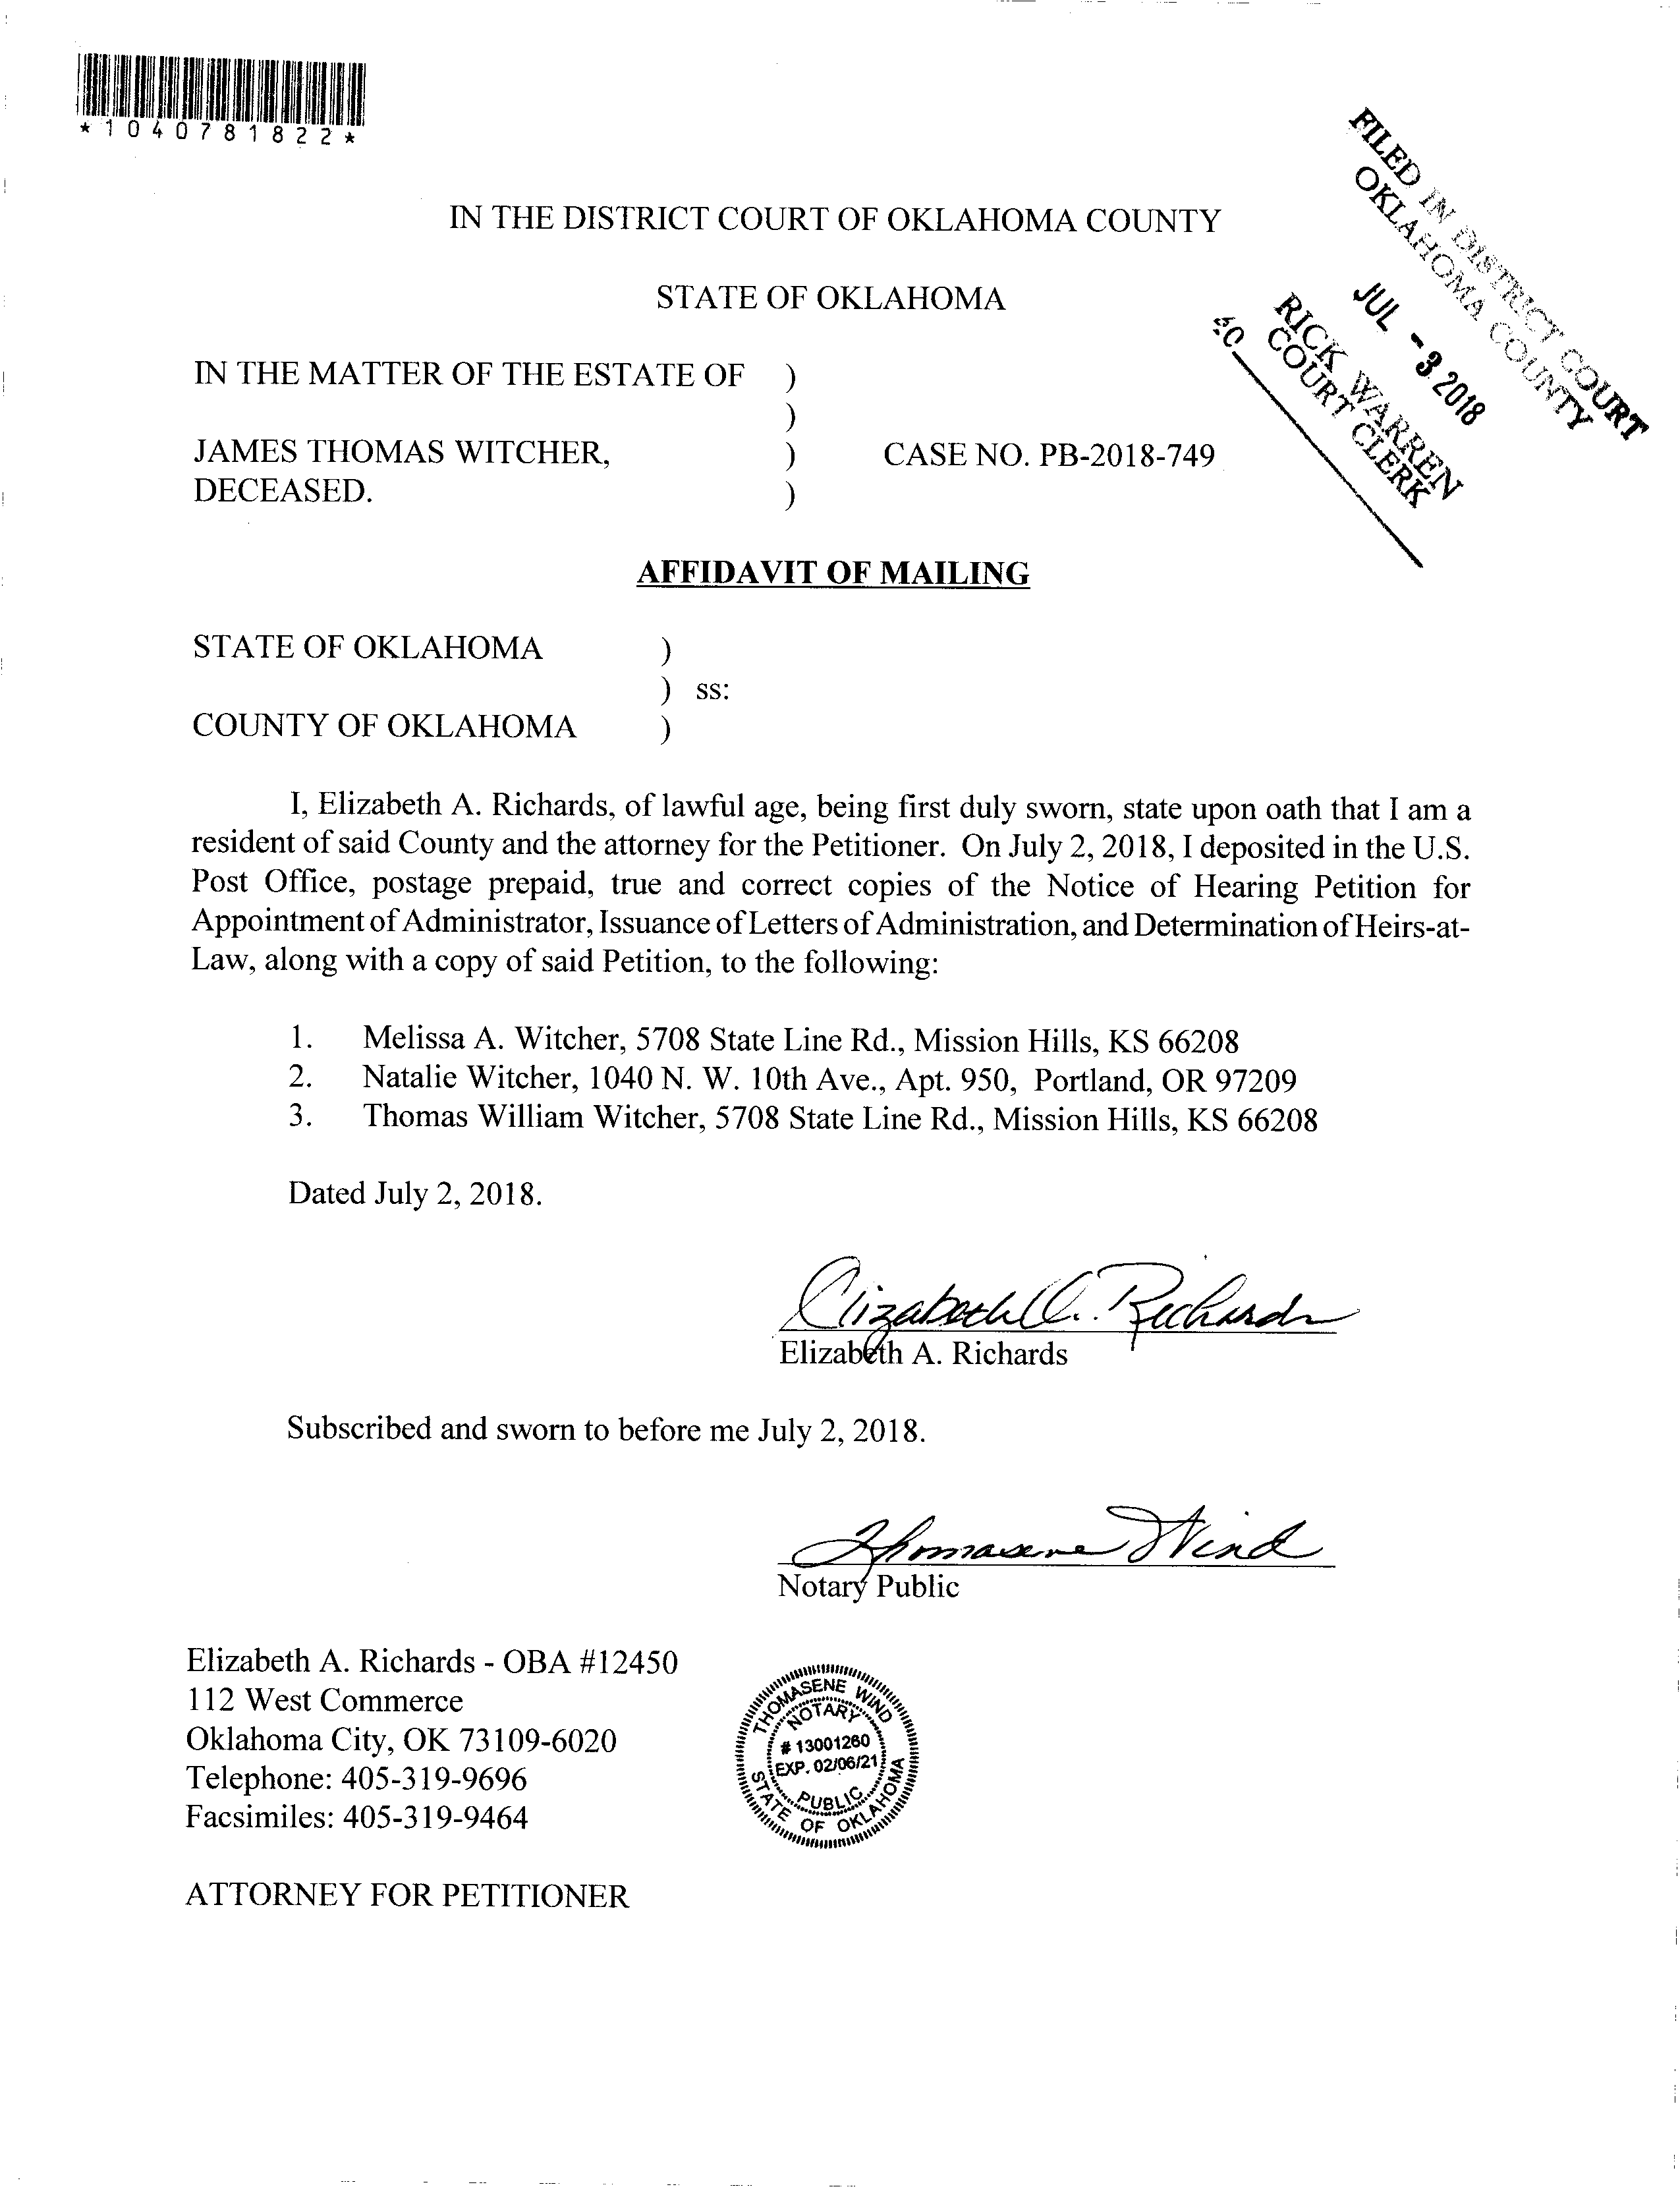 *1040781822*
FILED IN DISTRICT COURT
OKLAHOMA COUNTY
JUL -3 2018
RICK WARREN
COURT CLERK
40
IN THE DISTRICT COURT OF OKLAHOMA COUNTY
STATE OF OKLAHOMA
IN THE MATTER OF THE ESTATE OF )
)
JAMES THOMAS WITCHER, ) CASE NO. PB-2018-749
DECEASED. )
AFFIDAVIT OF MAILING
STATE OF OKLAHOMA )
) ss:
COUNTY OF OKLAHOMA )
I, Elizabeth A. Richards, of lawful age, being first duly sworn, state upon oath that I am a
resident of said County and the attorney for the Petitioner. On July 2, 2018, I deposited in the U.S.
Post Office, postage prepaid, true and correct copies of the Notice of Hearing Petition for
Appointment of Administrator, Issuance of Letters of Administration, and Determination of Heirs-at-
Law, along with a copy of said Petition, to the following:
1. Melissa A. Witcher, 5708 State Line Rd., Mission Hills, KS 66208
2. Natalie Witcher, 1040 N. W. 10th Ave., Apt. 950, Portland, OR 97209
3. Thomas William Witcher, 5708 State Line Rd., Mission Hills, KS 66208
Dated July 2, 2018.
Elizabeth A. Richards
Elizabeth A. Richards
Subscribed and sworn to before me July 2, 2018.
Thomasene Wind
Notary Public
Elizabeth A. Richards - OBA #12450
112 West Commerce
Oklahoma City, OK 73109-6020
Telephone: 405-319-9696
Facsimiles: 405-319-9464
THOMASENE WIND
NOTARY
# 13001260
EXP. 02/06/21
PUBLIC
STATE OF OKLAHOMA
ATTORNEY FOR PETITIONER